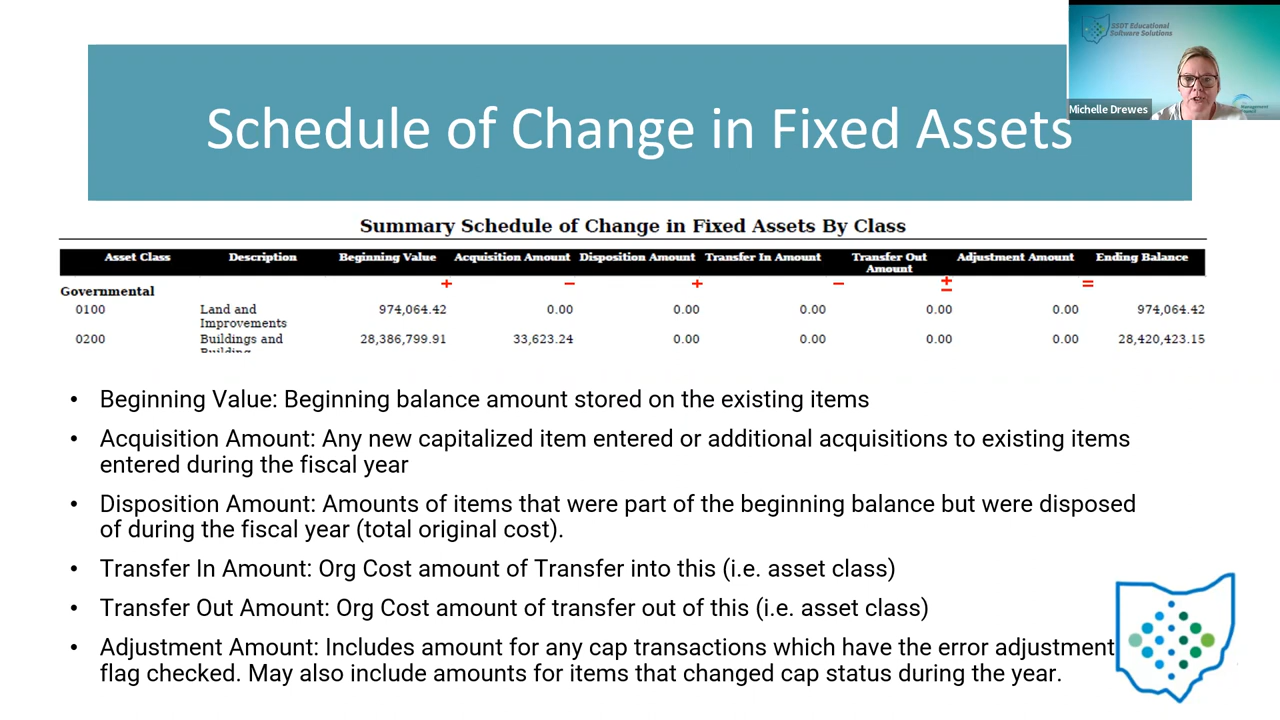 SSDT Educational
Software Solutions
Management
Council
Michelle Drewes
Schedule of Change in Fixed Assets
Summary Schedule of Change in Fixed Assets By Class
Asset Class Description Beginning Value Acquisition Amount Disposition Amount Transfer In Amount Transfer Out Amount Adjustment Amount Ending Balance
+ − + − ± =
Governmental
0100 Land and Improvements 974,064.42 0.00 0.00 0.00 0.00 0.00 974,064.42
0200 Buildings and Building 28,386,799.91 33,623.24 0.00 0.00 0.00 0.00 28,420,423.15
• Beginning Value: Beginning balance amount stored on the existing items
• Acquisition Amount: Any new capitalized item entered or additional acquisitions to existing items
entered during the fiscal year
• Disposition Amount: Amounts of items that were part of the beginning balance but were disposed
of during the fiscal year (total original cost).
• Transfer In Amount: Org Cost amount of Transfer into this (i.e. asset class)
• Transfer Out Amount: Org Cost amount of transfer out of this (i.e. asset class)
• Adjustment Amount: Includes amount for any cap transactions which have the error adjustment
flag checked. May also include amounts for items that changed cap status during the year.